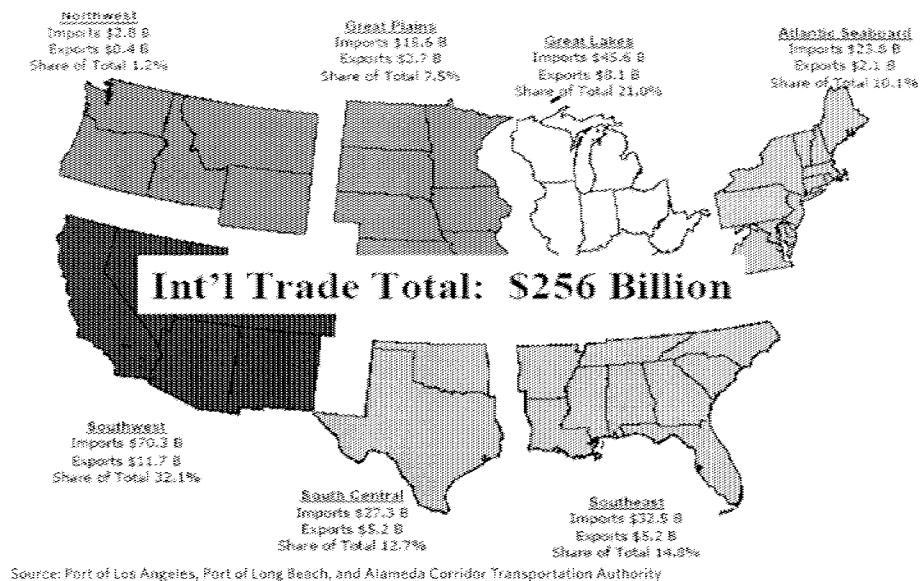 Northwest
Imports $2.8 B
Exports $0.4 B
Share of Total 1.2%
Great Plains
Imports $15.6 B
Exports $3.7 B
Share of Total 7.5%
Great Lakes
Imports $45.6 B
Exports $8.1 B
Share of Total 21.0%
Atlantic Seaboard
Imports $23.8 B
Exports $2.1 B
Share of Total 10.1%
Int'l Trade Total: $256 Billion
Southwest
Imports $70.3 B
Exports $11.7 B
Share of Total 32.1%
South Central
Imports $27.3 B
Exports $5.2 B
Share of Total 12.7%
Southeast
Imports $32.5 B
Exports $5.2 B
Share of Total 14.8%
Source: Port of Los Angeles, Port of Long Beach, and Alameda Corridor Transportation Authority